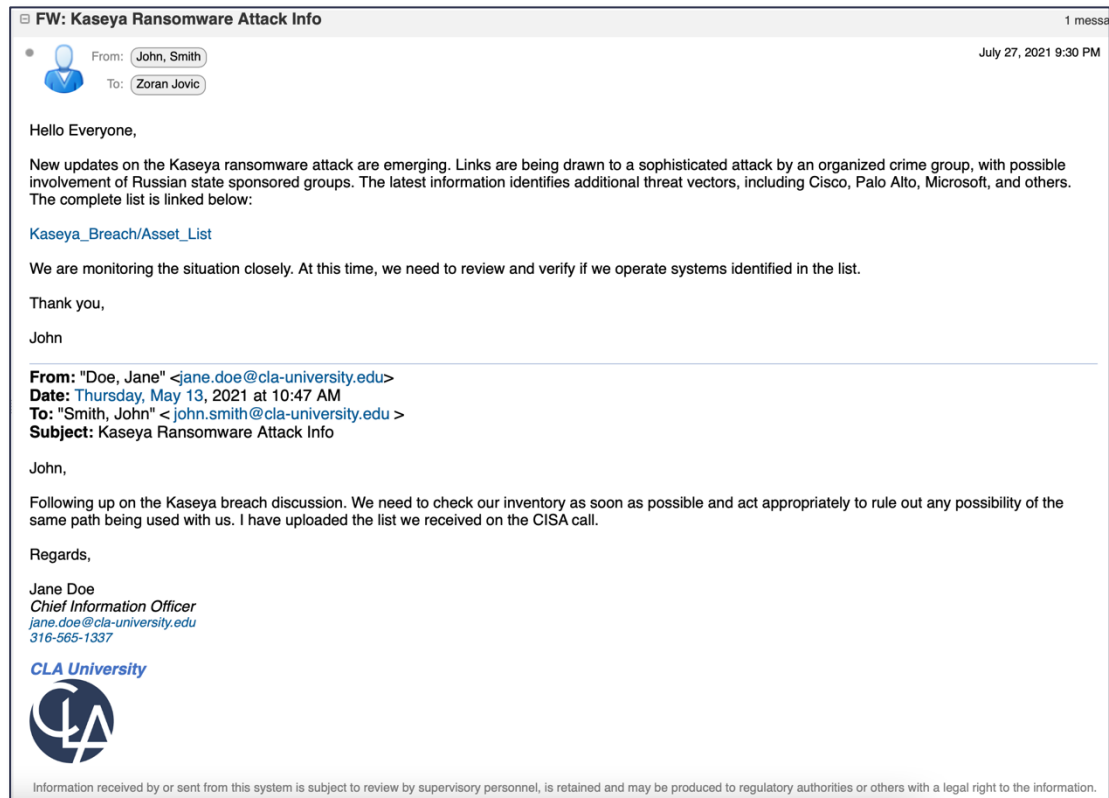 FW: Kaseya Ransomware Attack Info
1 messa
From: John, Smith
July 27, 2021 9:30 PM
To: Zoran Jovic
Hello Everyone,
New updates on the Kaseya ransomware attack are emerging. Links are being drawn to a sophisticated attack by an organized crime group, with possible
involvement of Russian state sponsored groups. The latest information identifies additional threat vectors, including Cisco, Palo Alto, Microsoft, and others.
The complete list is linked below:
Kaseya_Breach/Asset_List
We are monitoring the situation closely. At this time, we need to review and verify if we operate systems identified in the list.
Thank you,
John
From: "Doe, Jane" <jane.doe@cla-university.edu>
Date: Thursday, May 13, 2021 at 10:47 AM
To: "Smith, John" < john.smith@cla-university.edu >
Subject: Kaseya Ransomware Attack Info
John,
Following up on the Kaseya breach discussion. We need to check our inventory as soon as possible and act appropriately to rule out any possibility of the
same path being used with us. I have uploaded the list we received on the CISA call.
Regards,
Jane Doe
Chief Information Officer
jane.doe@cla-university.edu
316-565-1337
CLA University
CLA
Information received by or sent from this system is subject to review by supervisory personnel, is retained and may be produced to regulatory authorities or others with a legal right to the information.